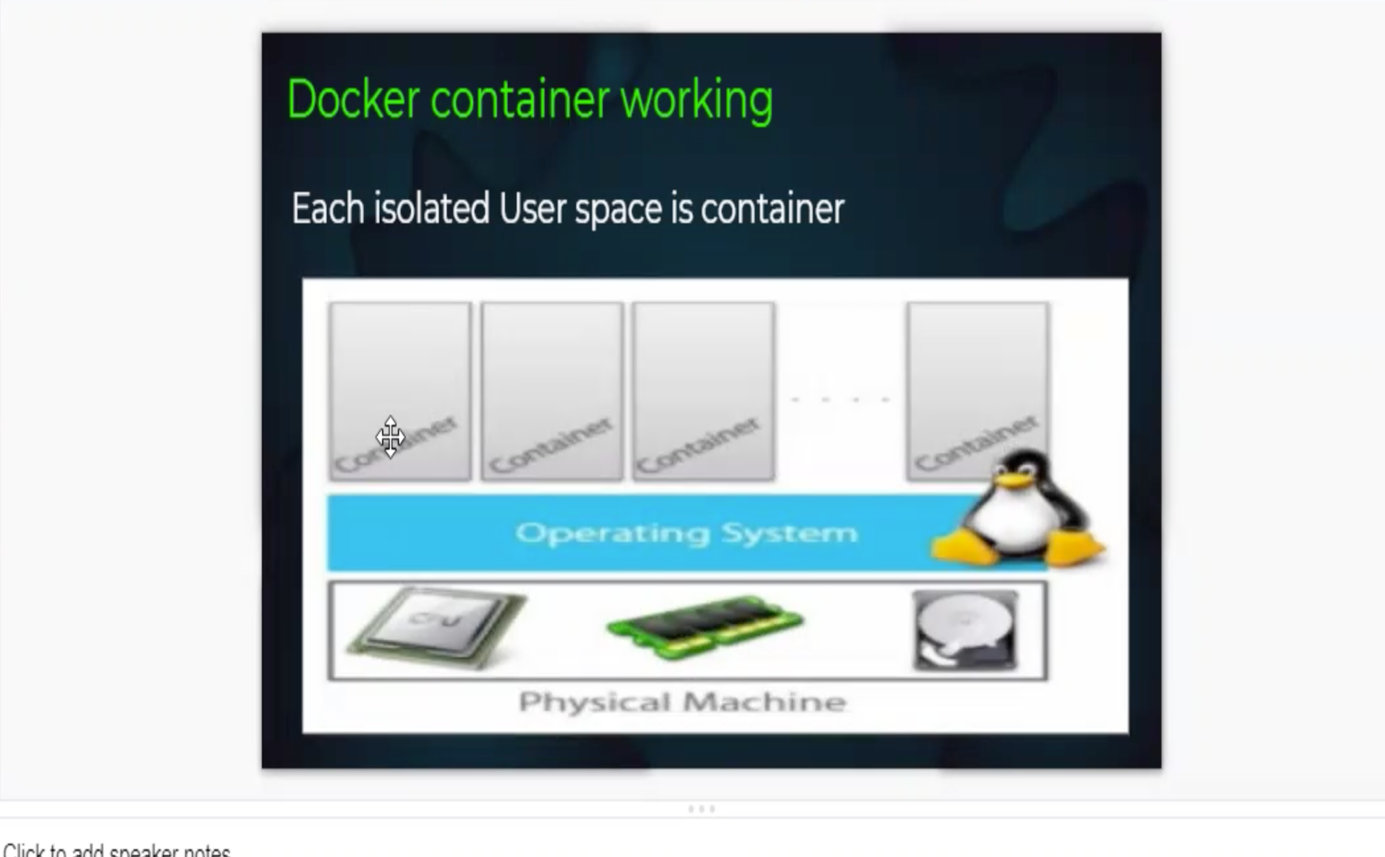 Docker container working
Each isolated User space is container
Container
Container
Container
Container
Operating System
CPU
Physical Machine
Click to add speaker notes